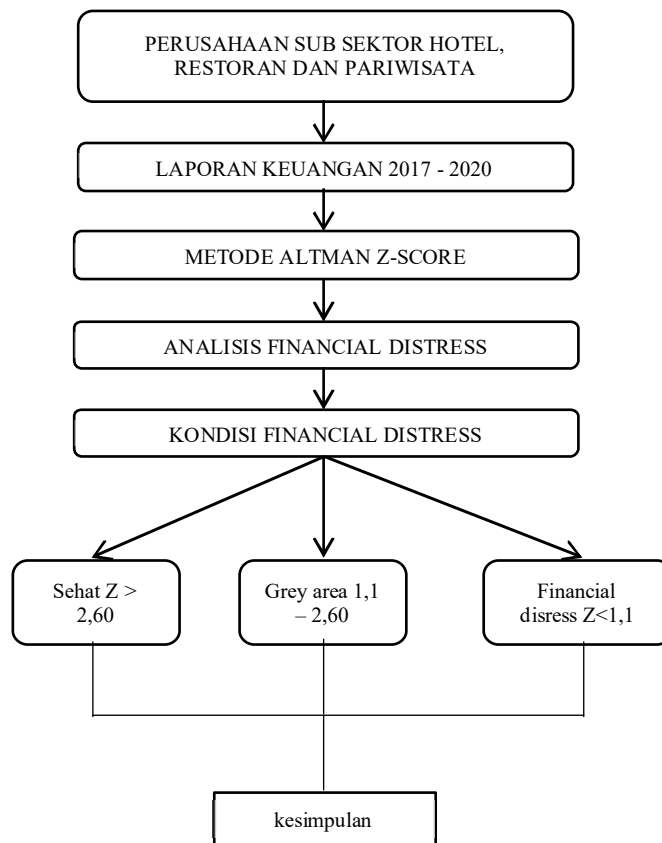 PERUSAHAAN SUB SEKTOR HOTEL,
RESTORAN DAN PARIWISATA
LAPORAN KEUANGAN 2017 - 2020
METODE ALTMAN Z-SCORE
ANALISIS FINANCIAL DISTRESS
KONDISI FINANCIAL DISTRESS
Sehat Z >
2,60
Grey area 1,1
– 2,60
Financial
disress Z<1,1
kesimpulan